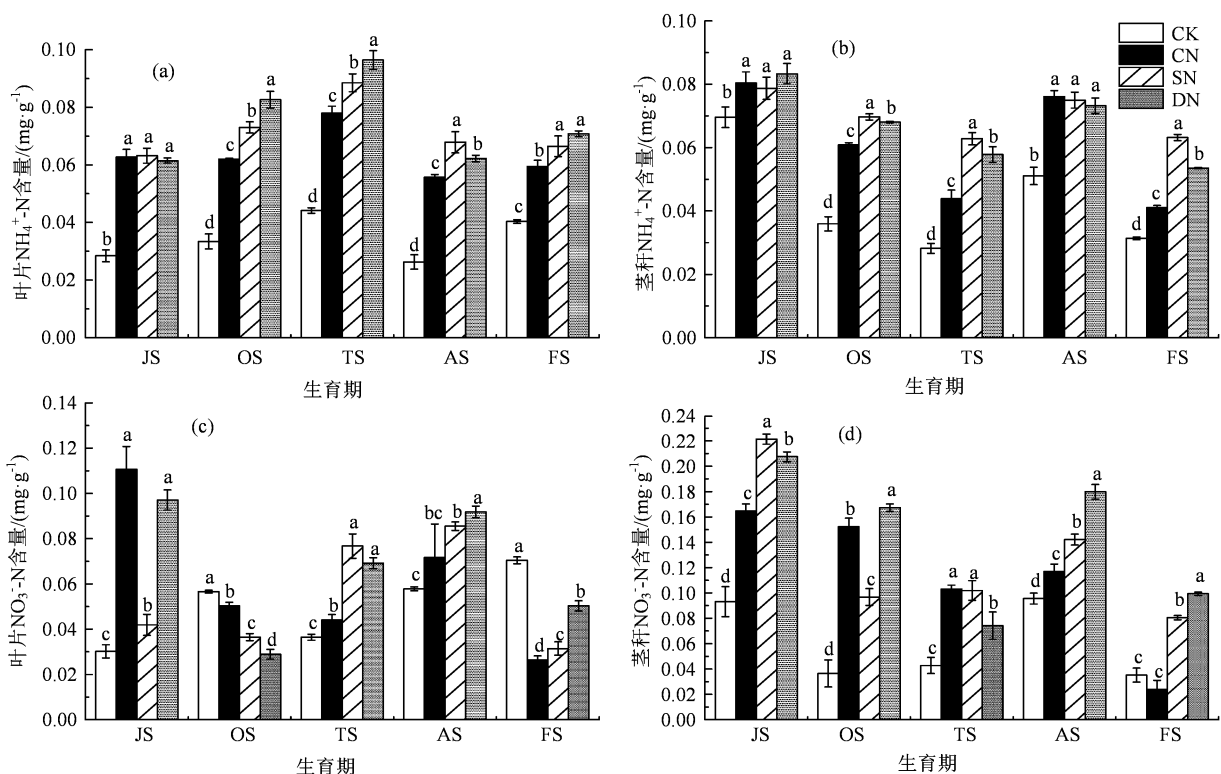 (a)
叶片NH₄⁺-N含量/(mg·g⁻¹)
0.10
0.08
0.06
0.04
0.02
0.00
b a a a
d c b a
d c b a
d c a b
c b a a
JS OS TS AS FS
生育期
(b)
CK
CN
SN
DN
茎秆NH₄⁺-N含量/(mg·g⁻¹)
0.10
0.08
0.06
0.04
0.02
0.00
b a a a
d c a b
d c a b
b a a a
d c a b
JS OS TS AS FS
生育期
(c)
叶片NO₃⁻-N含量/(mg·g⁻¹)
0.14
0.12
0.10
0.08
0.06
0.04
0.02
0.00
c a b a
a b c d
c b a a
c bc b a
a d c b
JS OS TS AS FS
生育期
(d)
茎秆NO₃⁻-N含量/(mg·g⁻¹)
0.24
0.22
0.20
0.18
0.16
0.14
0.12
0.10
0.08
0.06
0.04
0.02
0.00
d c a b
d b c a
c a a b
d c b a
c c b a
JS OS TS AS FS
生育期